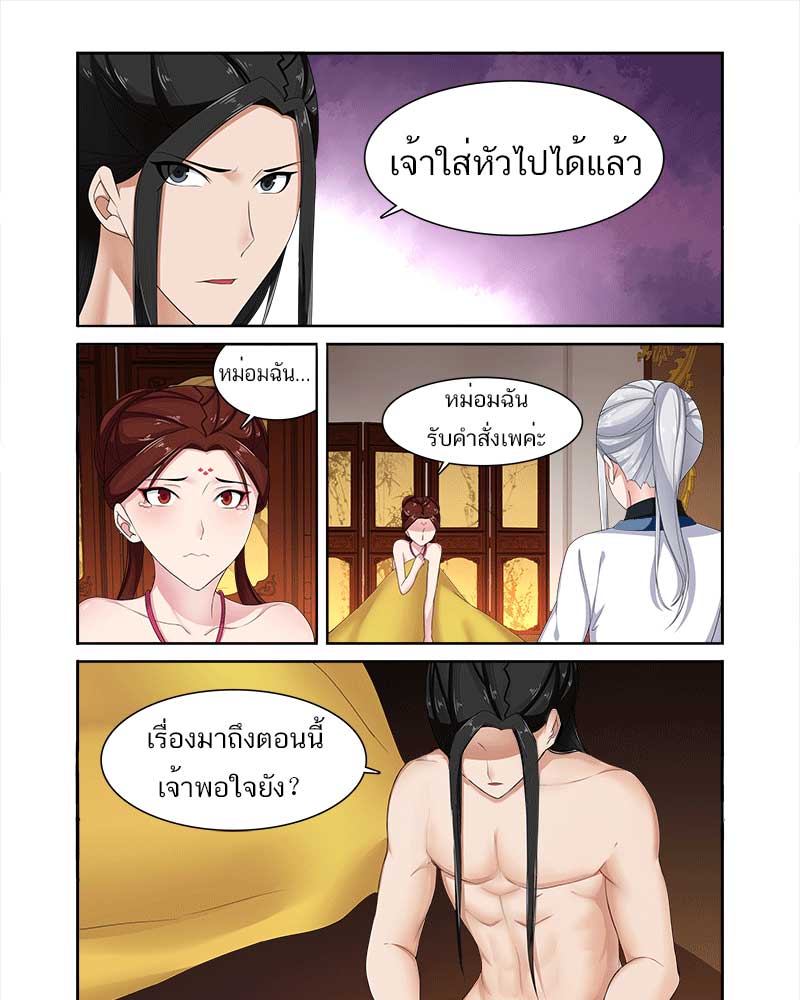 เจ้าใส่หัวไปได้แล้ว
หม่อมฉัน...
หม่อมฉัน
รับคำสั่งเพค่ะ
เรื่องมาถึงตอนนี้
เจ้าพอใจยัง?